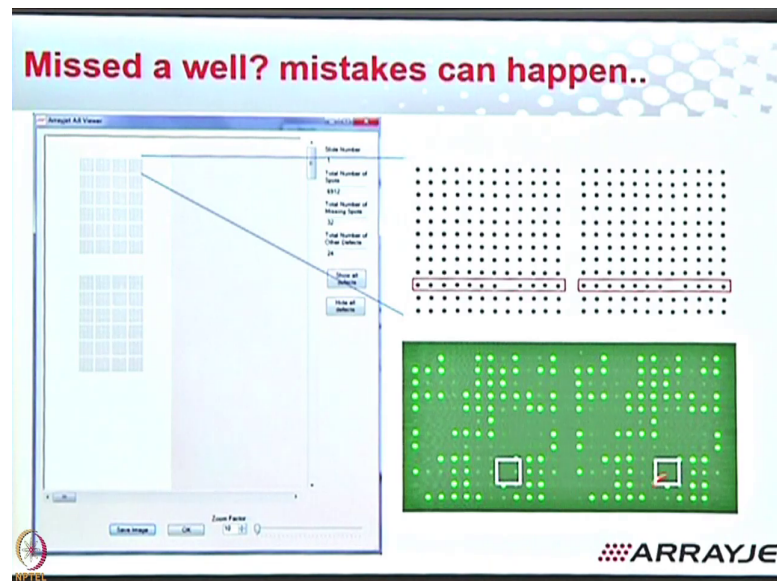 Missed a well? mistakes can happen..
Arrayjet AJI Viewer
Slide Number
1
Total Number of
Spots
6912
Total Number of
Missing Spots
32
Total Number of
Other Defects
24
Show all
defects
Hide all
defects
Zoom Factor
Save Image
OK
10
NPTEL
ARRAYJE